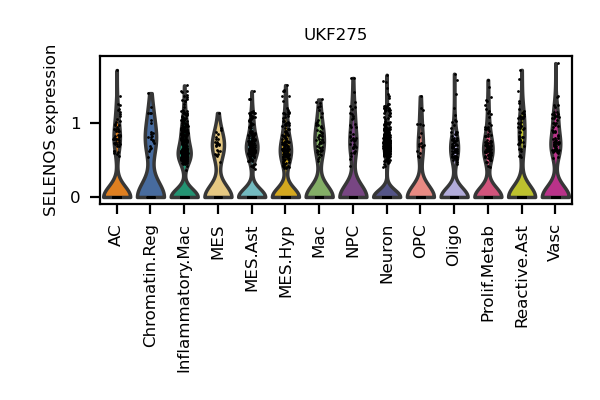 UKF275
SELENOS expression
1
0
AC
Chromatin.Reg
Inflammatory.Mac
MES
MES.Ast
MES.Hyp
Mac
NPC
Neuron
OPC
Oligo
Prolif.Metab
Reactive.Ast
Vasc